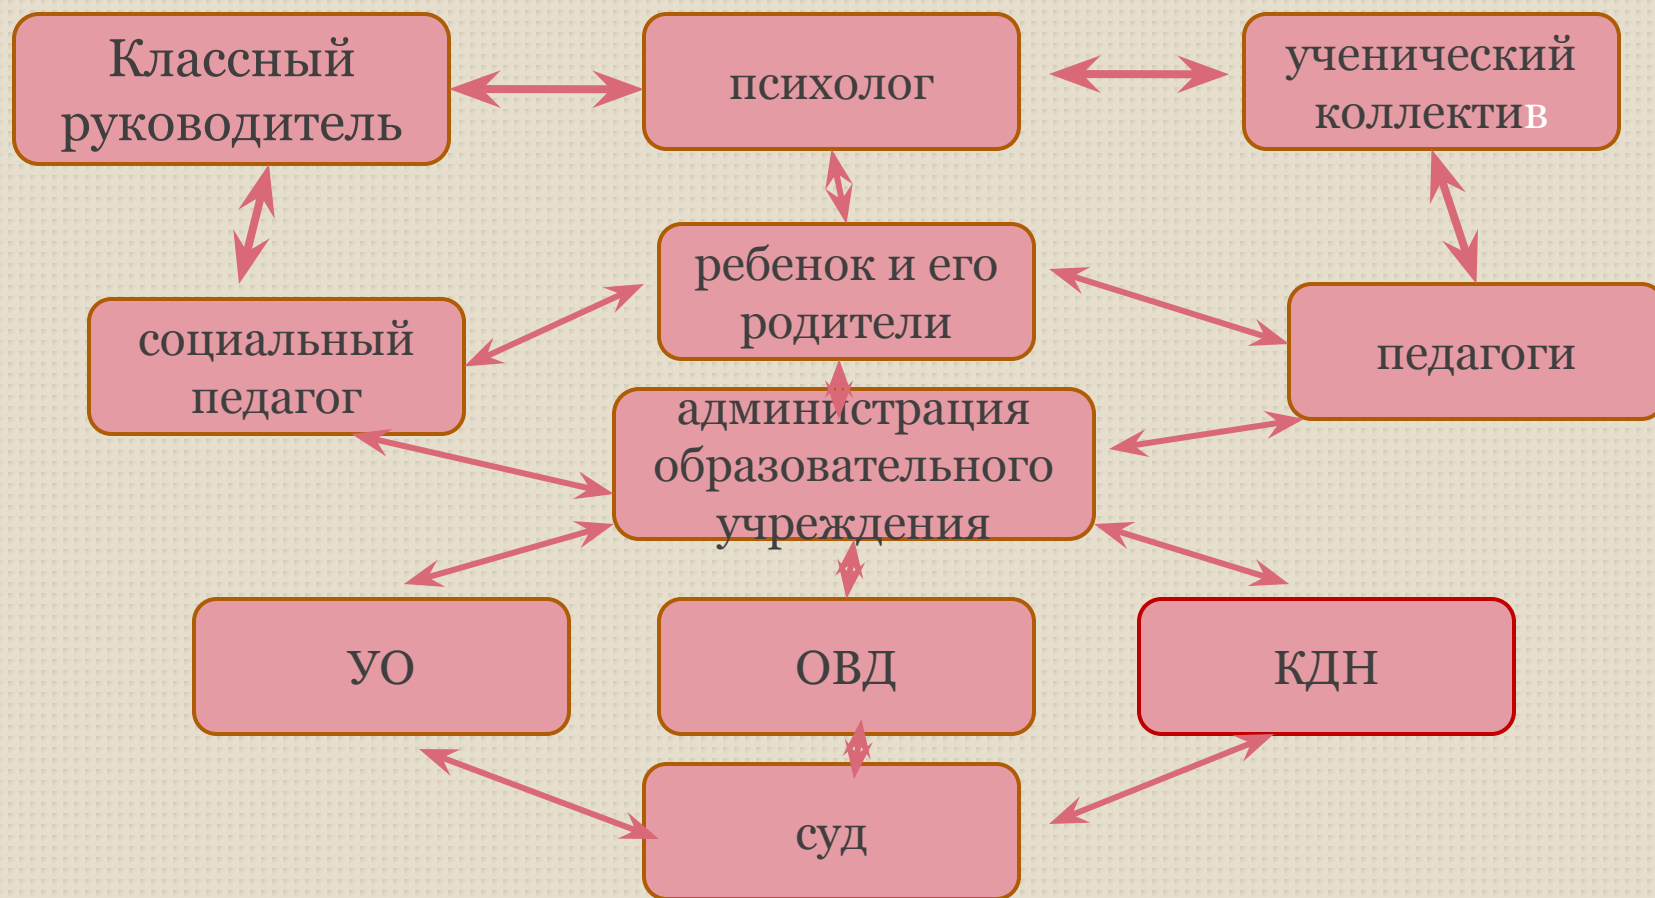 Классный
руководитель
психолог
ученический
коллектив
ребенок и его
родители
социальный
педагог
педагоги
администрация
образовательного
учреждения
УО
ОВД
КДН
суд